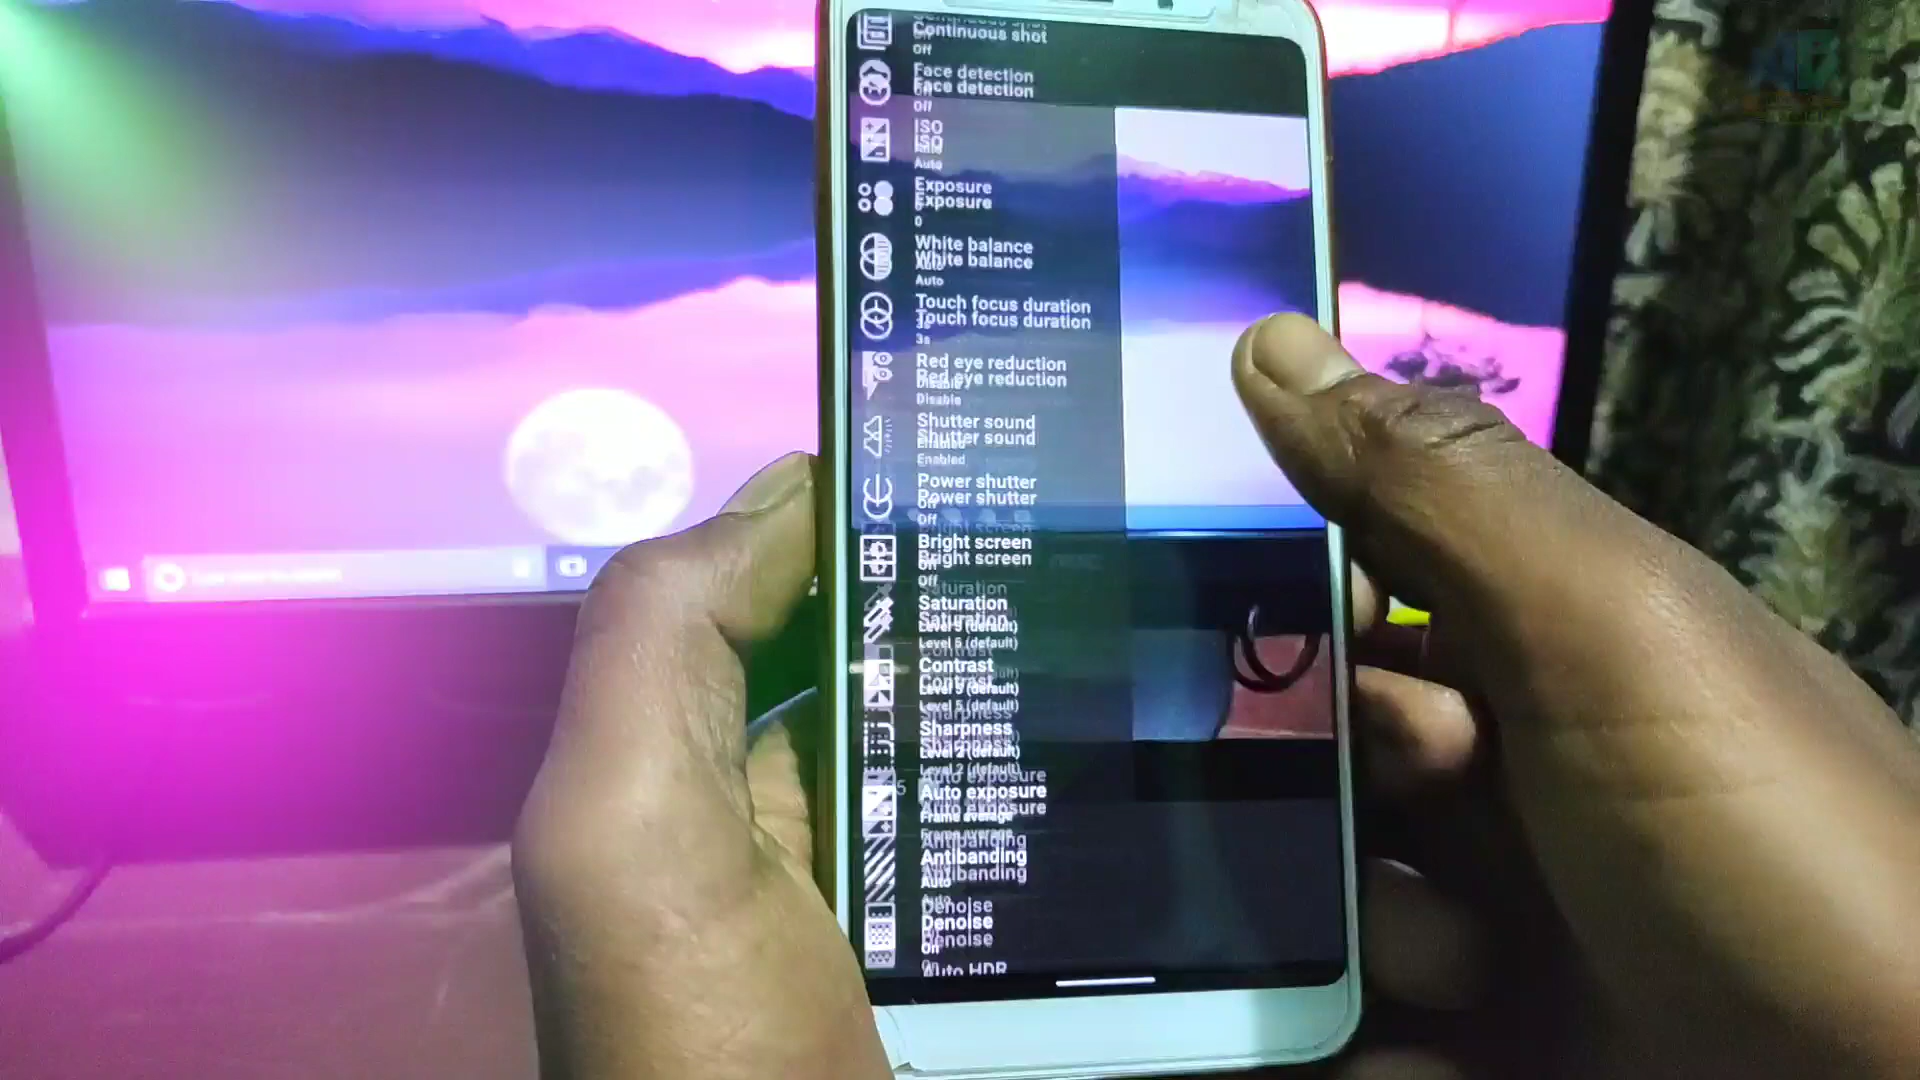 Continuous shot
Off
Face detection
Off
ISO
Auto
Exposure
0
White balance
Auto
Touch focus duration
3s
Red eye reduction
Disable
Shutter sound
Enabled
Power shutter
Off
Bright screen
Off
Saturation
Level 5 (default)
Contrast
Level 5 (default)
Sharpness
Level 2 (default)
Auto exposure
Frame average
Antibanding
Auto
Denoise
On
Auto HDR